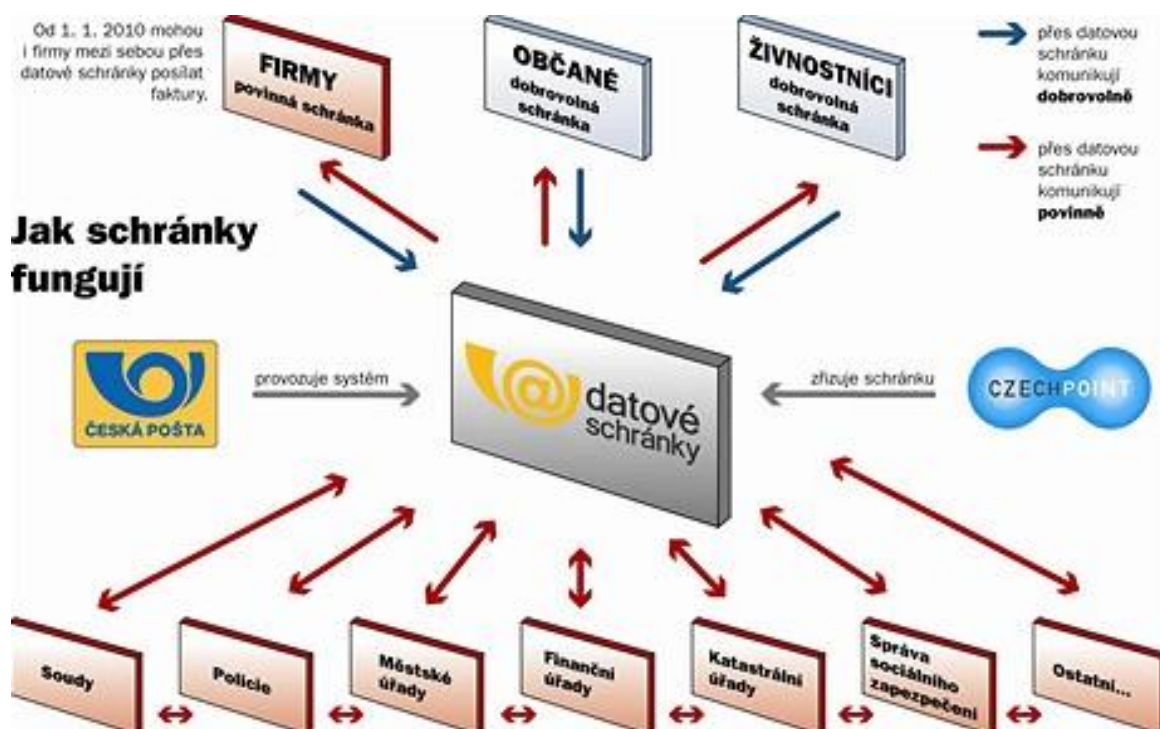 Od 1. 1. 2010 mohou
i firmy mezi sebou přes
datové schránky posílat
faktury.
FIRMY
povinná schránka
OBČANÉ
dobrovolná
schránka
ŽIVNOSTNÍCI
dobrovolná
schránka
přes datovou
schránku
komunikují
dobrovolně
přes datovou
schránku
komunikují
povinně
Jak schránky
fungují
ČESKÁ POŠTA
provozuje systém
@ datové
schránky
zřizuje schránku
CZECHPOINT
Soudy
Policie
Městské
úřady
Finanční
úřady
Katastrální
úřady
Správa
sociálního
zapezpečení
Ostatní...